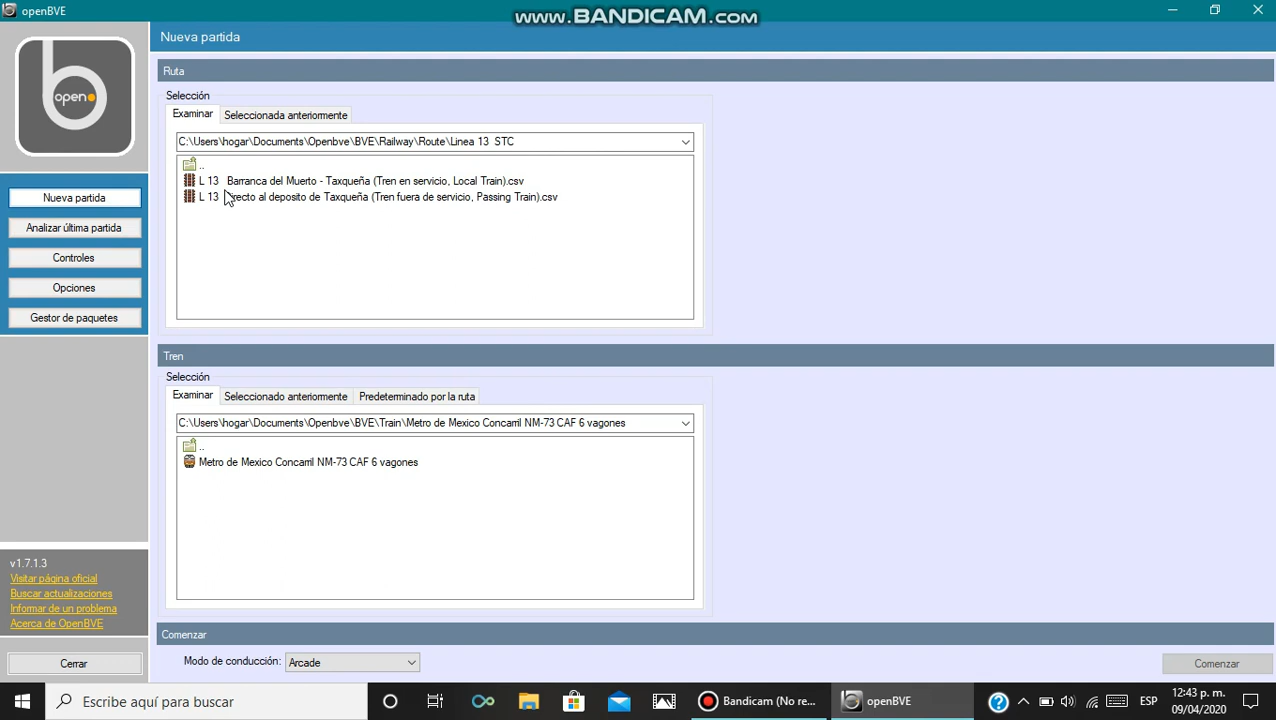 openBVE
www.BANDICAM.com
open
Nueva partida
Ruta
Selección
Examinar
Seleccionada anteriormente
C:\Users\hogar\Documents\Openbve\BVE\Railway\Route\Linea 13 STC
..
L 13 Barranca del Muerto - Taxqueña (Tren en servicio, Local Train).csv
L 13 Directo al deposito de Taxqueña (Tren fuera de servicio, Passing Train).csv
Nueva partida
Analizar última partida
Controles
Opciones
Gestor de paquetes
Tren
Selección
Examinar
Seleccionado anteriormente
Predeterminado por la ruta
C:\Users\hogar\Documents\Openbve\BVE\Train\Metro de Mexico Concarril NM-73 CAF 6 vagones
..
Metro de Mexico Concarril NM-73 CAF 6 vagones
v1.7.1.3
Visitar página oficial
Buscar actualizaciones
Informar de un problema
Acerca de OpenBVE
Cerrar
Comenzar
Modo de conducción:
Arcade
Comenzar
Escribe aquí para buscar
Bandicam (No re...
openBVE
ESP
12:43 p. m.
09/04/2020